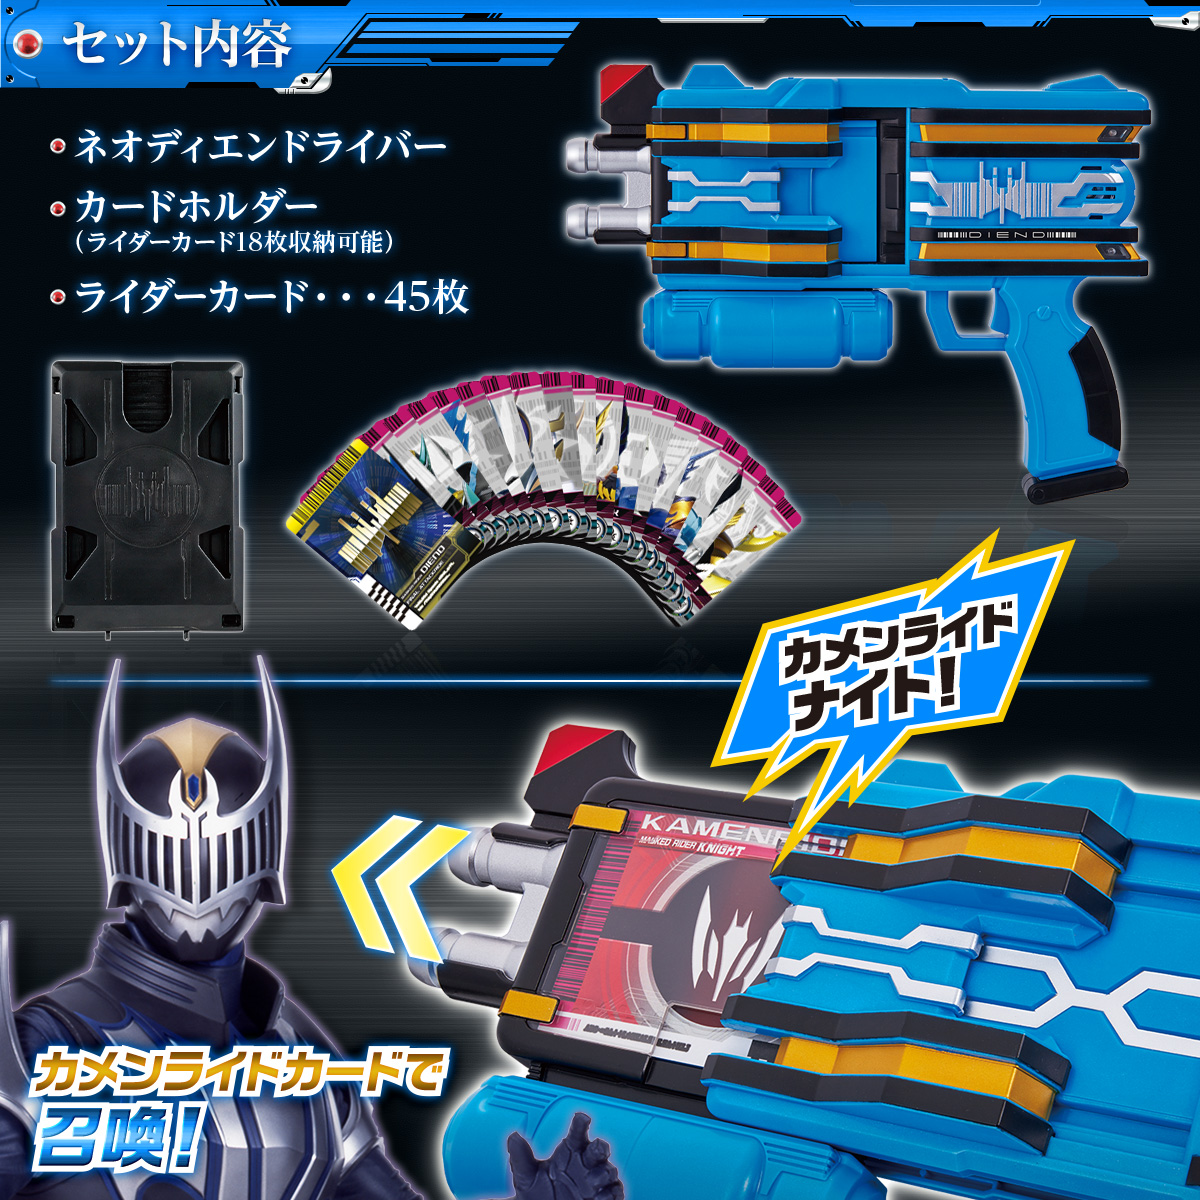 セット内容
・ネオディエンドライバー
・カードホルダー
（ライダーカード18枚収納可能）
・ライダーカード・・・45枚
DIEND
DIEND
FINAL ATTACKRIDE
カメンライド
ナイト！
KAMENRIDE
MASKED RIDER KNIGHT
カメンライドカードで
召喚！